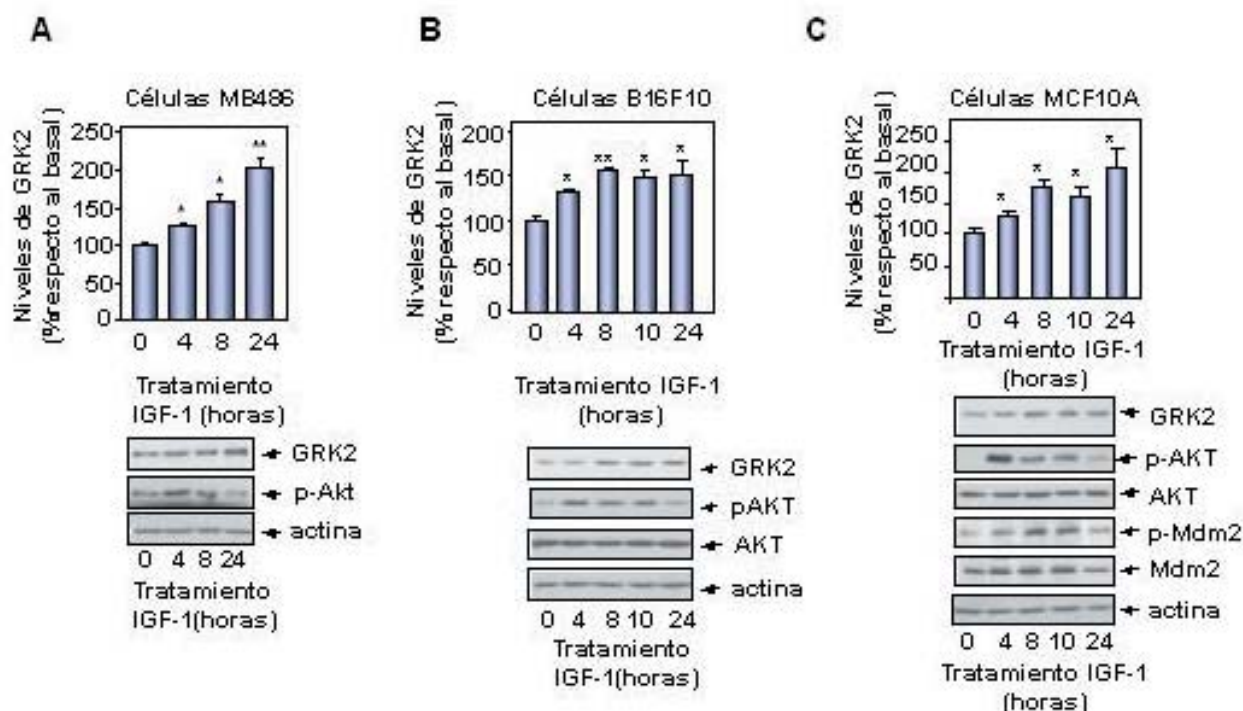 A
Células MB486
Niveles de GRK2
(% respecto al basal)
250
200
150
100
50
0
*
*
**
0 4 8 24
Tratamiento
IGF-1 (horas)
GRK2
p-Akt
actina
0 4 8 24
Tratamiento
IGF-1(horas)
B
Células B16F10
Niveles de GRK2
(% respecto al basal)
200
150
100
50
0
*
**
*
*
0 4 8 10 24
Tratamiento IGF-1
(horas)
GRK2
pAKT
AKT
actina
0 4 8 10 24
Tratamiento
IGF-1(horas)
C
Células MCF10A
Niveles de GRK2
(% respecto al basal)
250
200
150
100
50
*
*
*
*
0 4 8 10 24
Tratamiento IGF-1
(horas)
GRK2
p-AKT
AKT
p-Mdm2
Mdm2
actina
0 4 8 10 24
Tratamiento IGF-1
(horas)